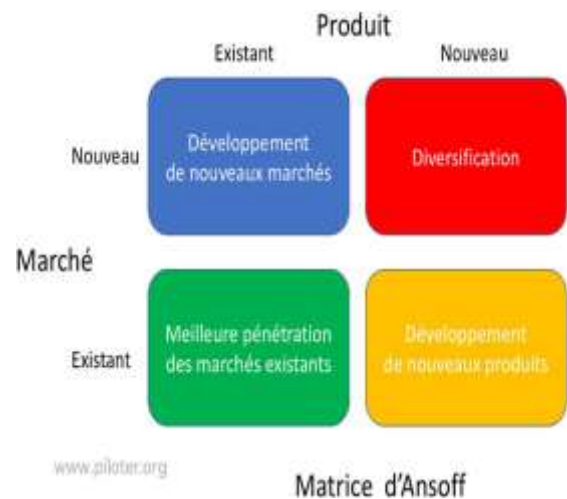 Produit
Existant Nouveau
Nouveau
Développement
de nouveaux marchés
Diversification
Marché
Existant
Meilleure pénétration
des marchés existants
Développement
de nouveaux produits
www.piloter.org
Matrice d'Ansoff